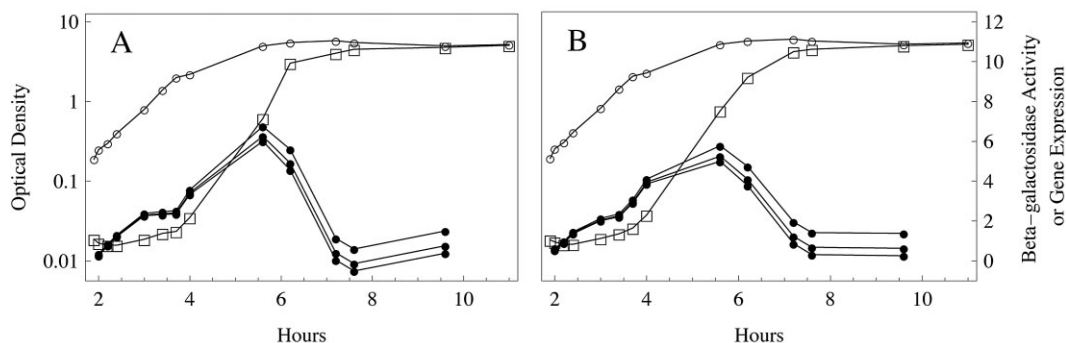 A
B
10
1
0.1
0.01
Optical Density
2 4 6 8 10
Hours
2 4 6 8 10
Hours
12
10
8
6
4
2
0
Beta-galactosidase Activity
or Gene Expression